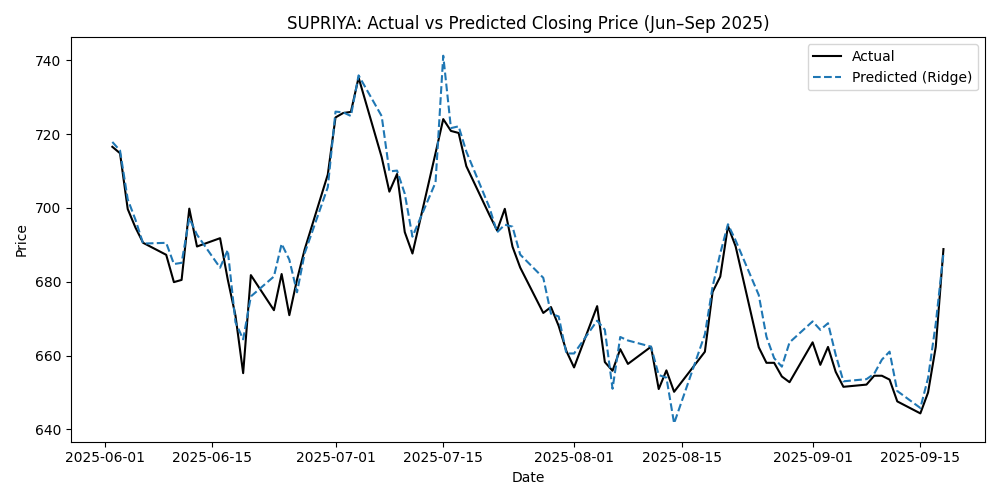 SUPRIYA: Actual vs Predicted Closing Price (Jun–Sep 2025)
Actual
Predicted (Ridge)
Price
740
720
700
680
660
640
2025-06-01
2025-06-15
2025-07-01
2025-07-15
2025-08-01
2025-08-15
2025-09-01
2025-09-15
Date